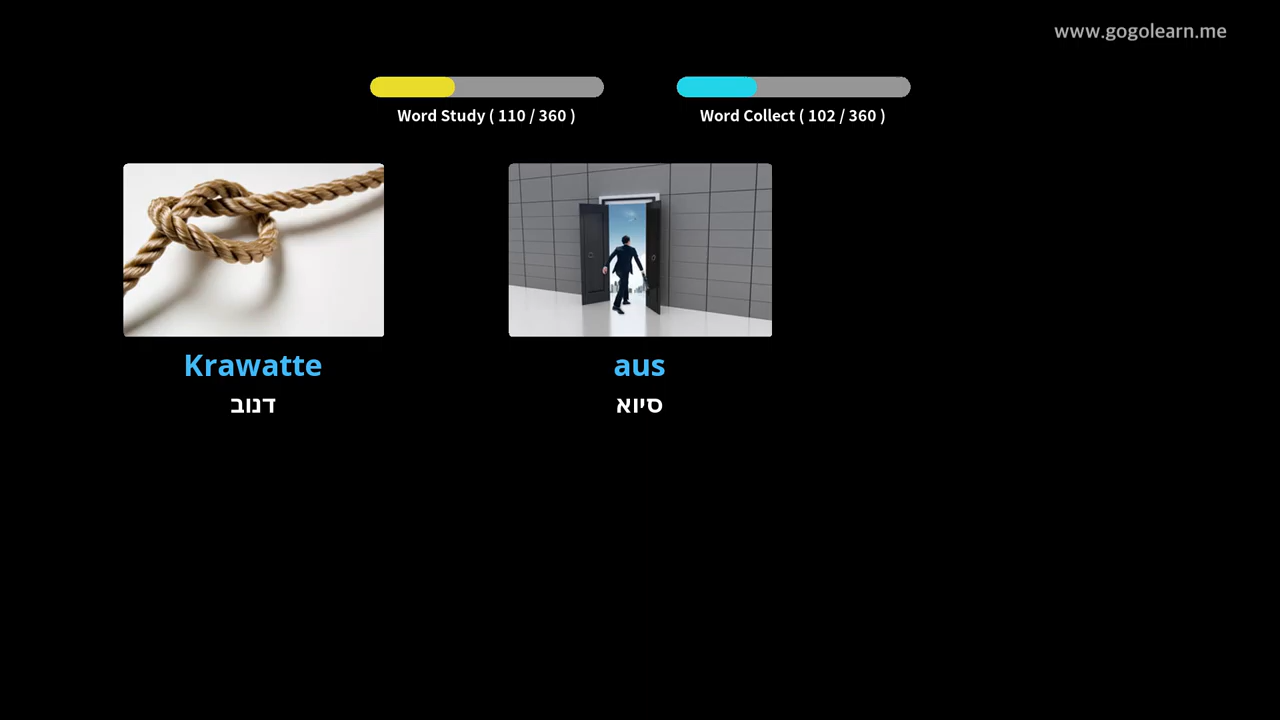 www.gogolearn.me
Word Study ( 110 / 360 )
Word Collect ( 102 / 360 )
Krawatte
דנוב
aus
סיוא